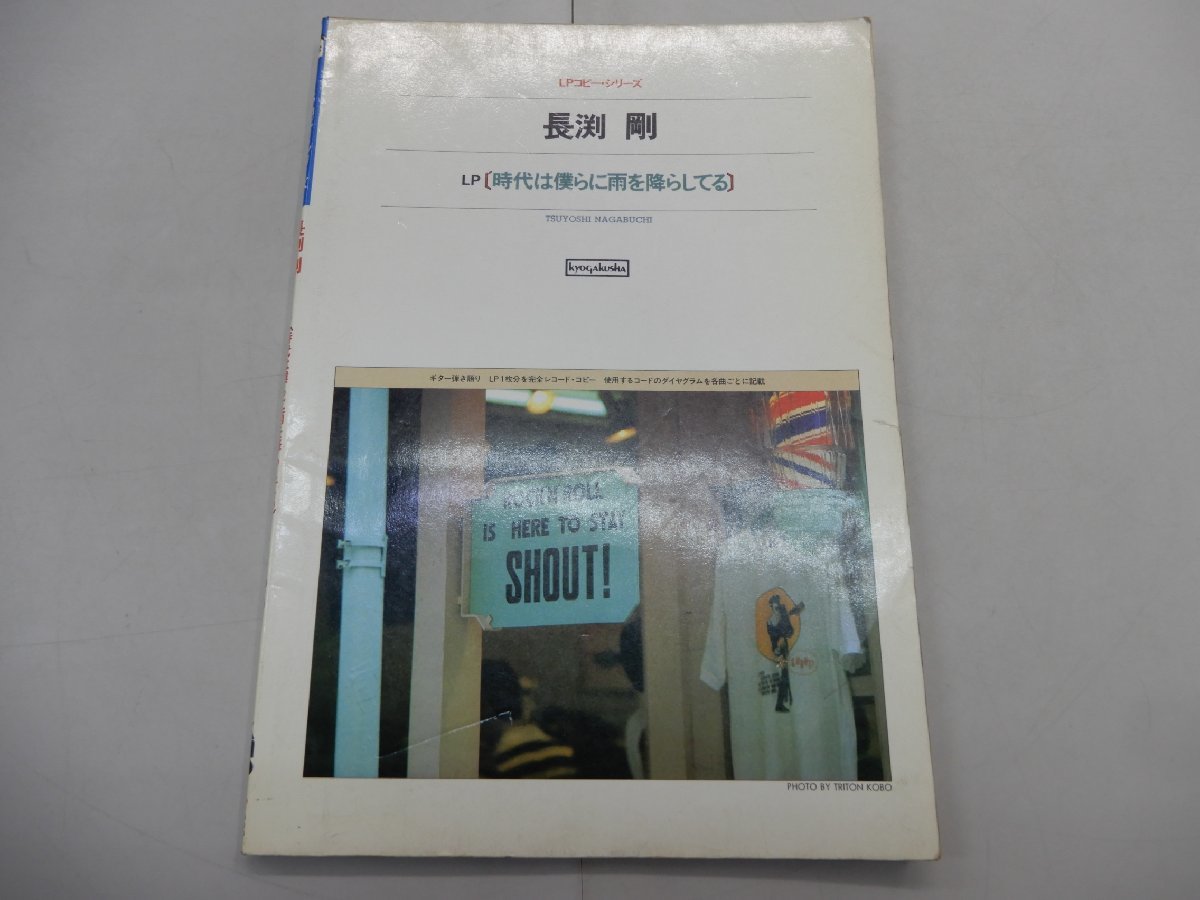 LPコピー・シリーズ
長渕 剛
LP〔時代は僕らに雨を降らしてる〕
TSUYOSHI NAGABUCHI
kyogakusha
ギター弾き語り LP1枚分を完全レコード・コピー 使用するコードのダイヤグラムを各曲ごとに記載
ROCK'N ROLL
IS HERE TO STAY
SHOUT!
PHOTO BY TRITON KOBO